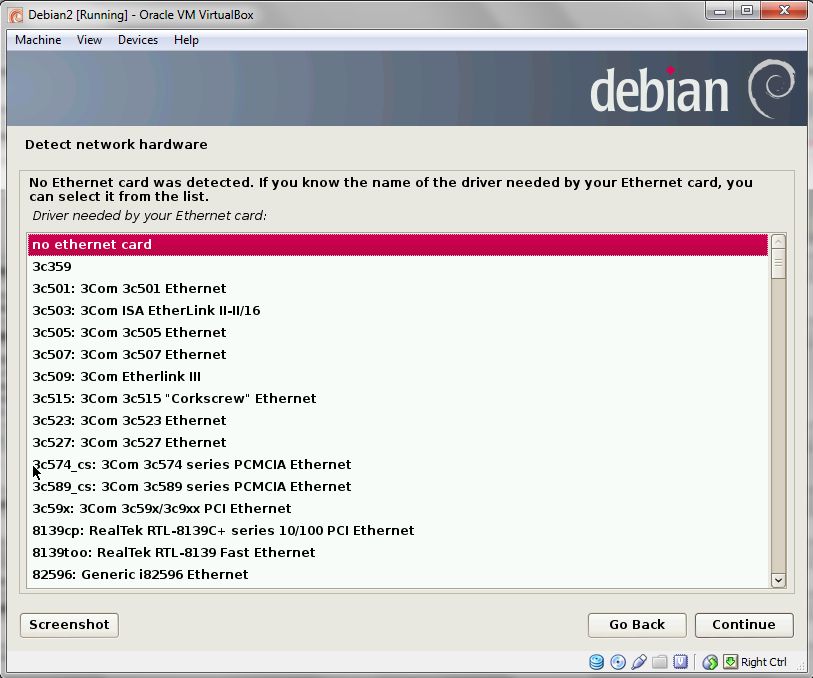 Debian2 [Running] - Oracle VM VirtualBox
Machine View Devices Help
debian
Detect network hardware
No Ethernet card was detected. If you know the name of the driver needed by your Ethernet card, you
can select it from the list.
Driver needed by your Ethernet card:
no ethernet card
3c359
3c501: 3Com 3c501 Ethernet
3c503: 3Com ISA EtherLink II-II/16
3c505: 3Com 3c505 Ethernet
3c507: 3Com 3c507 Ethernet
3c509: 3Com Etherlink III
3c515: 3Com 3c515 "Corkscrew" Ethernet
3c523: 3Com 3c523 Ethernet
3c527: 3Com 3c527 Ethernet
3c574_cs: 3Com 3c574 series PCMCIA Ethernet
3c589_cs: 3Com 3c589 series PCMCIA Ethernet
3c59x: 3Com 3c59x/3c9xx PCI Ethernet
8139cp: RealTek RTL-8139C+ series 10/100 PCI Ethernet
8139too: RealTek RTL-8139 Fast Ethernet
82596: Generic i82596 Ethernet
Screenshot Go Back Continue
Right Ctrl